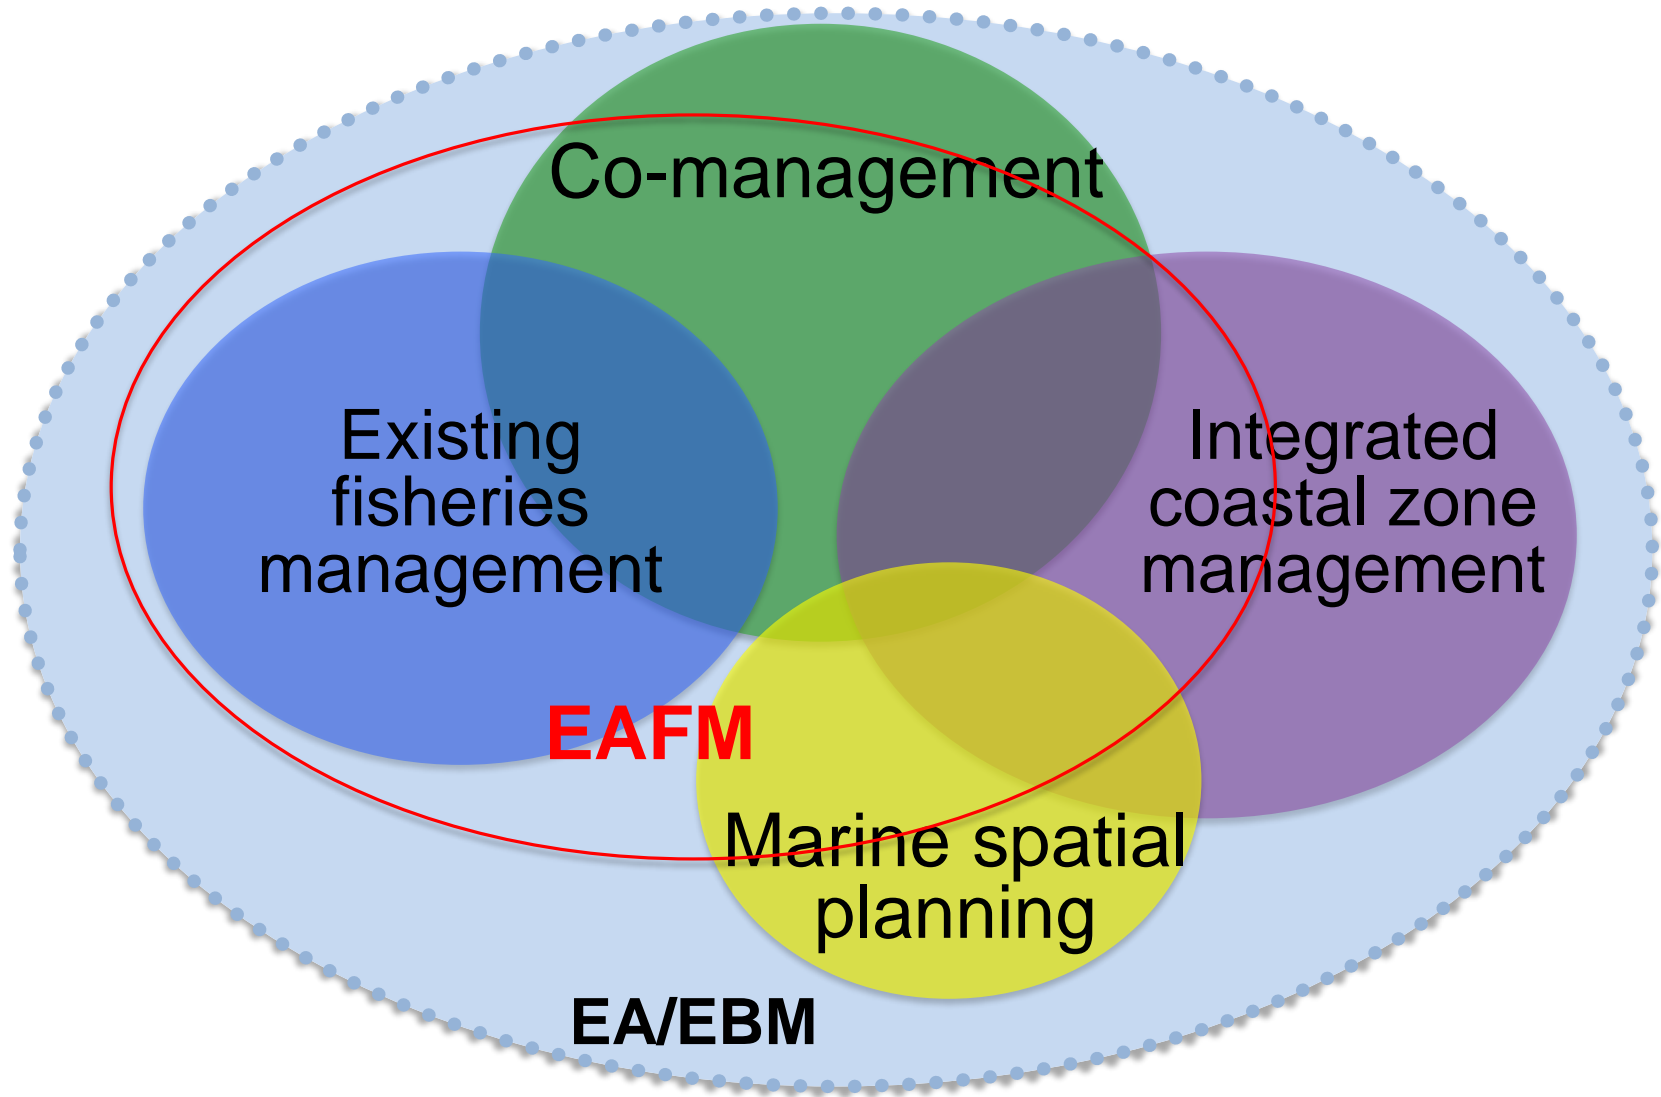 Co-management
Existing
fisheries
management
Integrated
coastal zone
management
EAFM
Marine spatial
planning
EA/EBM